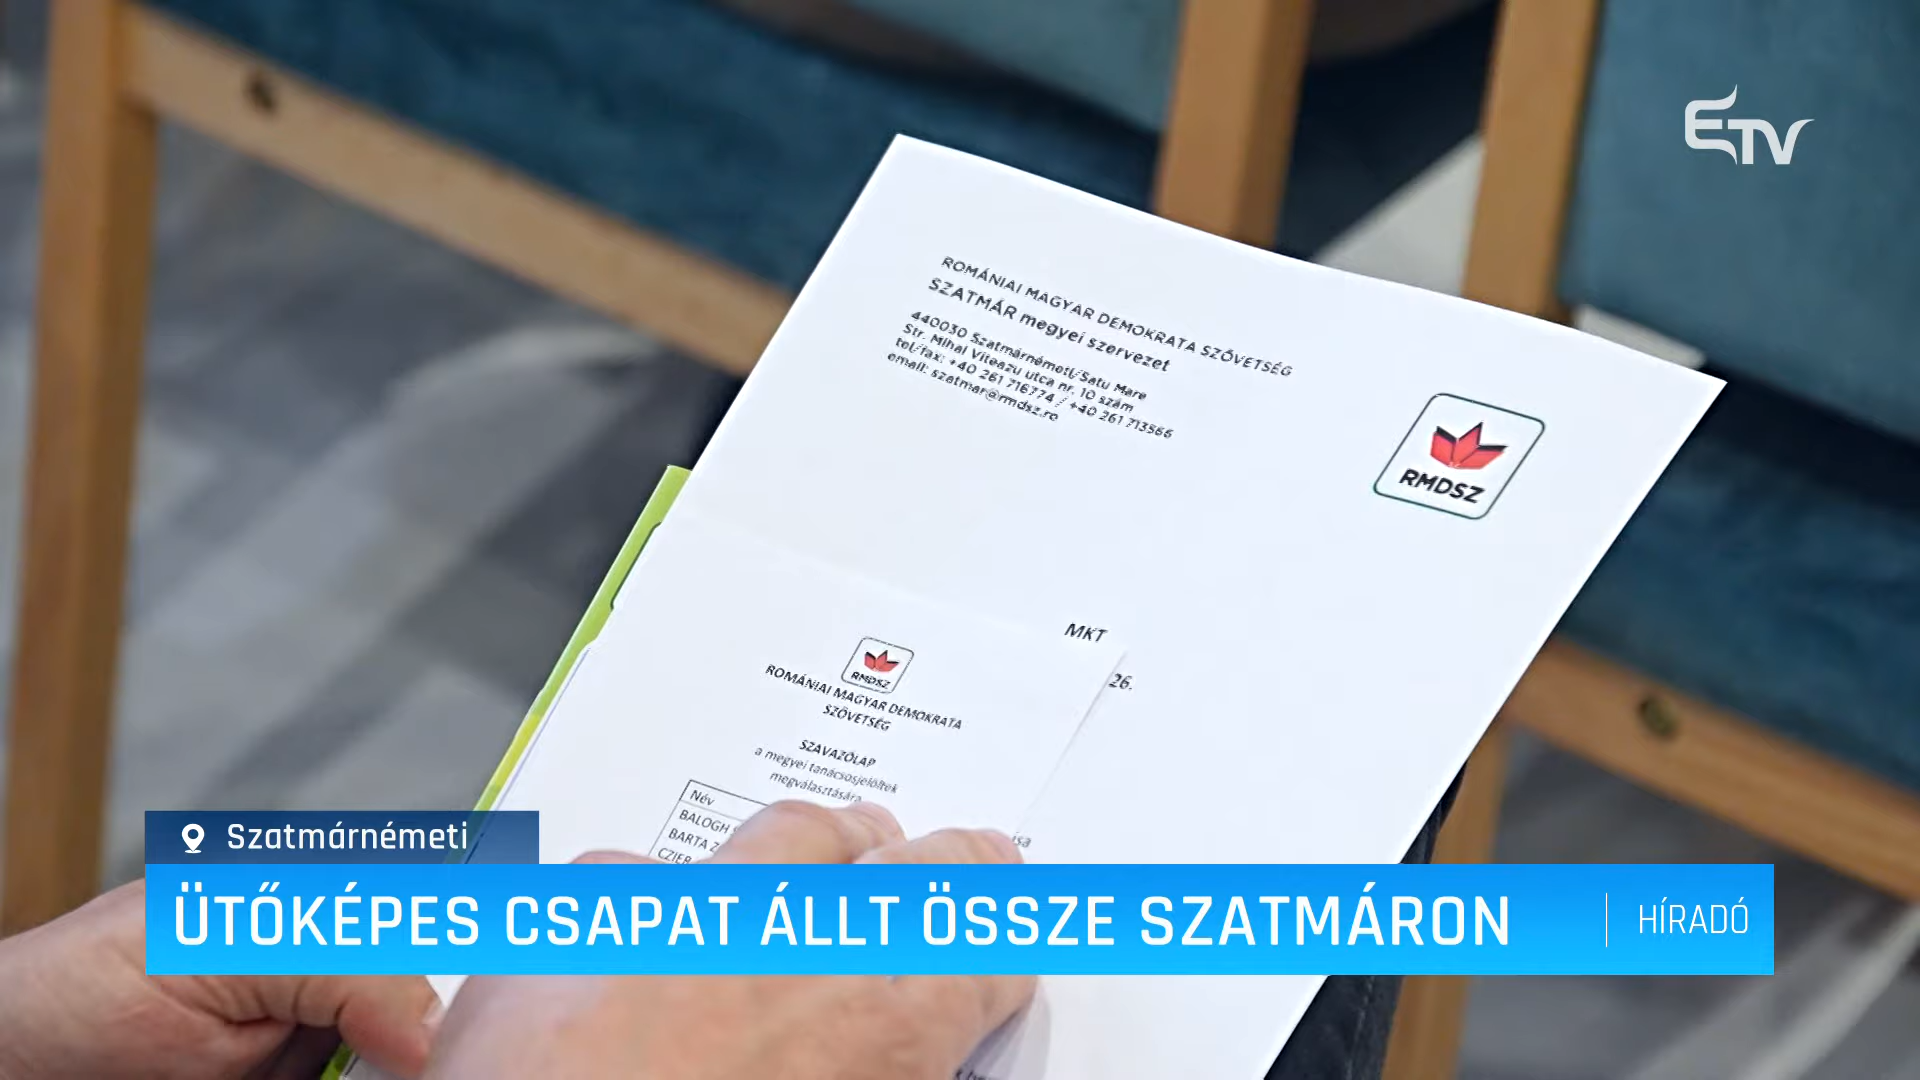 ETV
ROMÁNIAI MAGYAR DEMOKRATA SZÖVETSÉG
SZATMÁR megyei szervezet
440030 Szatmárnémeti/Satu Mare
Str. Mihai Viteazu utca nr. 10 szám
tel/fax: +40 261 716774 / +40 261 713566
email: szatmar@rmdsz.ro
RMDSZ
MKT
26.
RMDSZ
ROMÁNIAI MAGYAR DEMOKRATA
SZÖVETSÉG
SZAVAZÓLAP
a megyei tanácsosjelöltek
megválasztására
Név
BALOGH
BARTA Z
CZIER
Szatmárnémeti
ÜTŐKÉPES CSAPAT ÁLLT ÖSSZE SZATMÁRON
HÍRADÓ